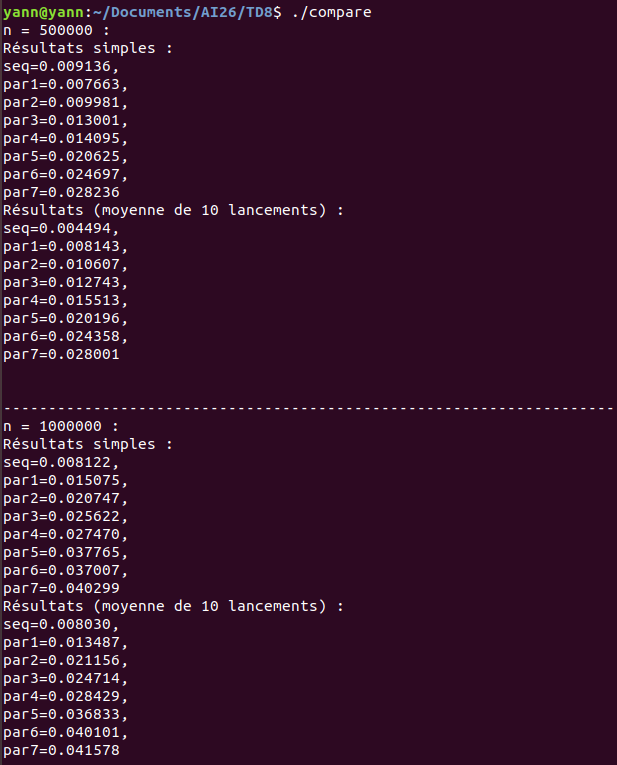 yann@yann:~/Documents/AI26/TD8$ ./compare
n = 500000 :
Résultats simples :
seq=0.009136,
par1=0.007663,
par2=0.009981,
par3=0.013001,
par4=0.014095,
par5=0.020625,
par6=0.024697,
par7=0.028236
Résultats (moyenne de 10 lancements) :
seq=0.004494,
par1=0.008143,
par2=0.010607,
par3=0.012743,
par4=0.015513,
par5=0.020196,
par6=0.024358,
par7=0.028001
--------------------------------------------------------------------
n = 1000000 :
Résultats simples :
seq=0.008122,
par1=0.015075,
par2=0.020747,
par3=0.025622,
par4=0.027470,
par5=0.037765,
par6=0.037007,
par7=0.040299
Résultats (moyenne de 10 lancements) :
seq=0.008030,
par1=0.013487,
par2=0.021156,
par3=0.024714,
par4=0.028429,
par5=0.036833,
par6=0.040101,
par7=0.041578